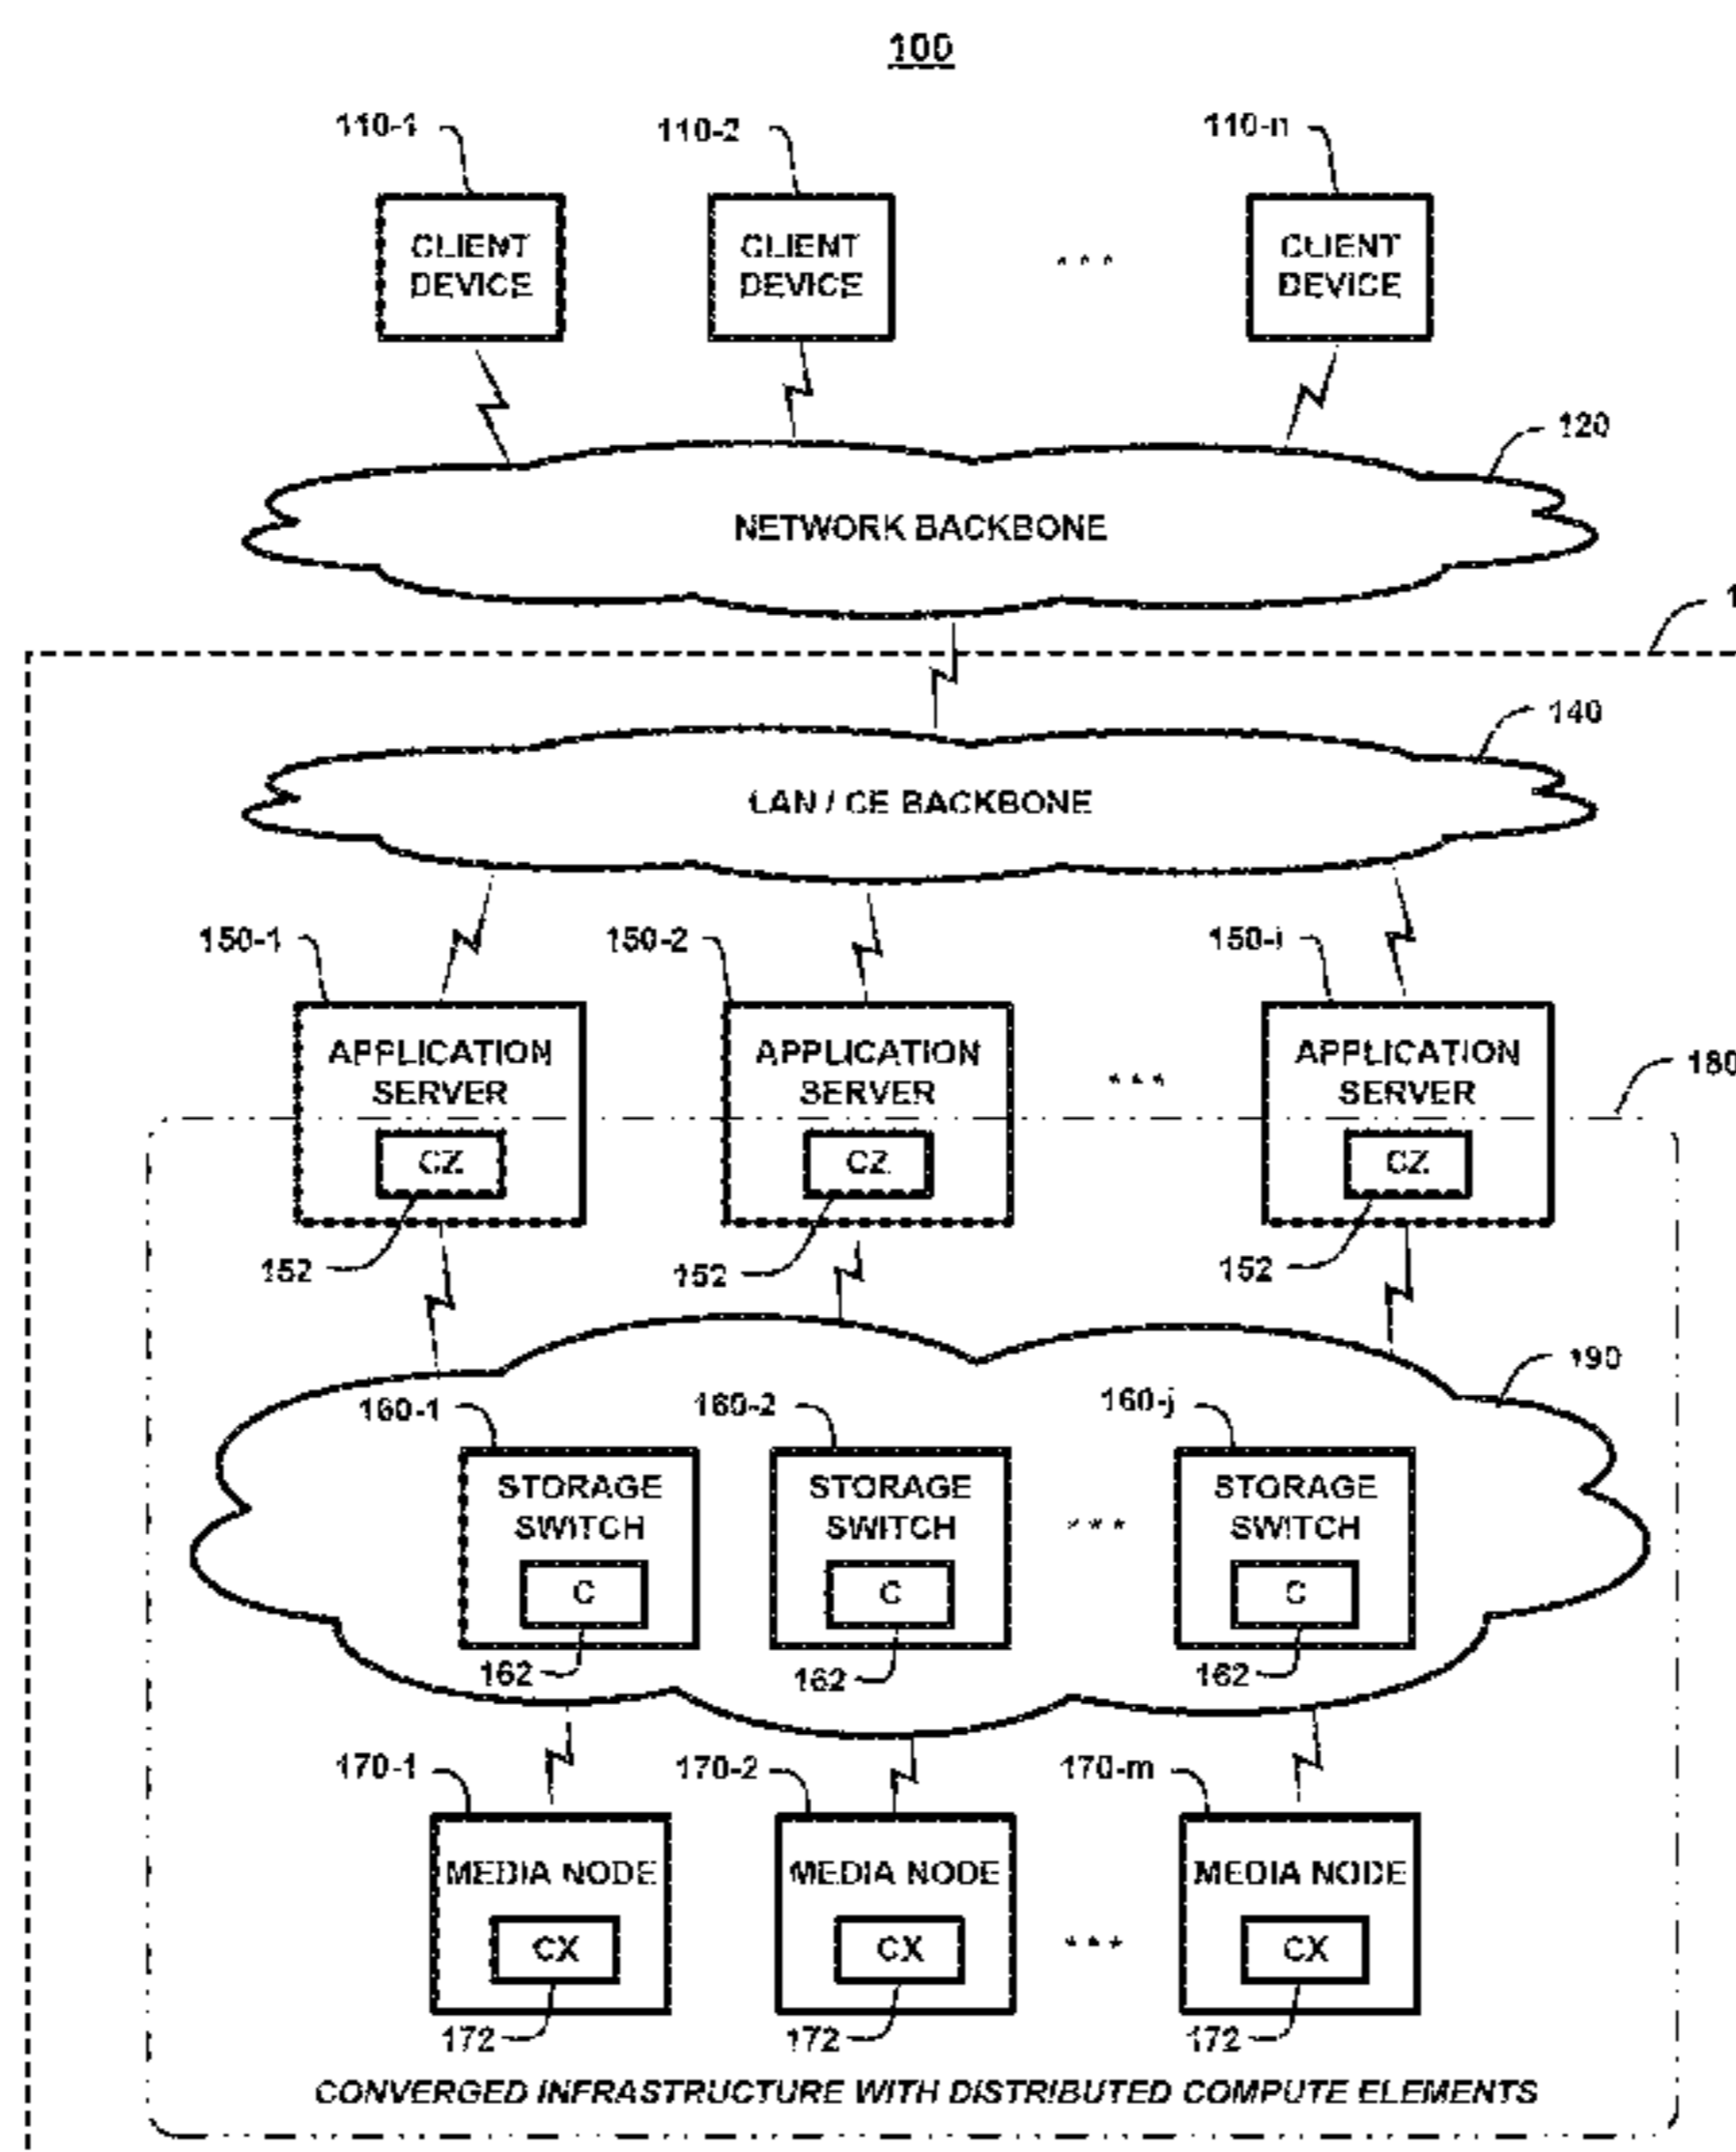 100
110-1 110-2 110-n
CLIENT DEVICE CLIENT DEVICE * * * CLIENT DEVICE
120
NETWORK BACKBONE
140
LAN / CE BACKBONE
150-1 150-2 150-i
APPLICATION SERVER APPLICATION SERVER * * * APPLICATION SERVER
180
CZ CZ CZ
152 152 152
190
160-1 160-2 160-j
STORAGE SWITCH STORAGE SWITCH * * * STORAGE SWITCH
C C C
162 162 162
170-1 170-2 170-m
MEDIA NODE MEDIA NODE MEDIA NODE
CX CX * * * CX
172 172 172
CONVERGED INFRASTRUCTURE WITH DISTRIBUTED COMPUTE ELEMENTS